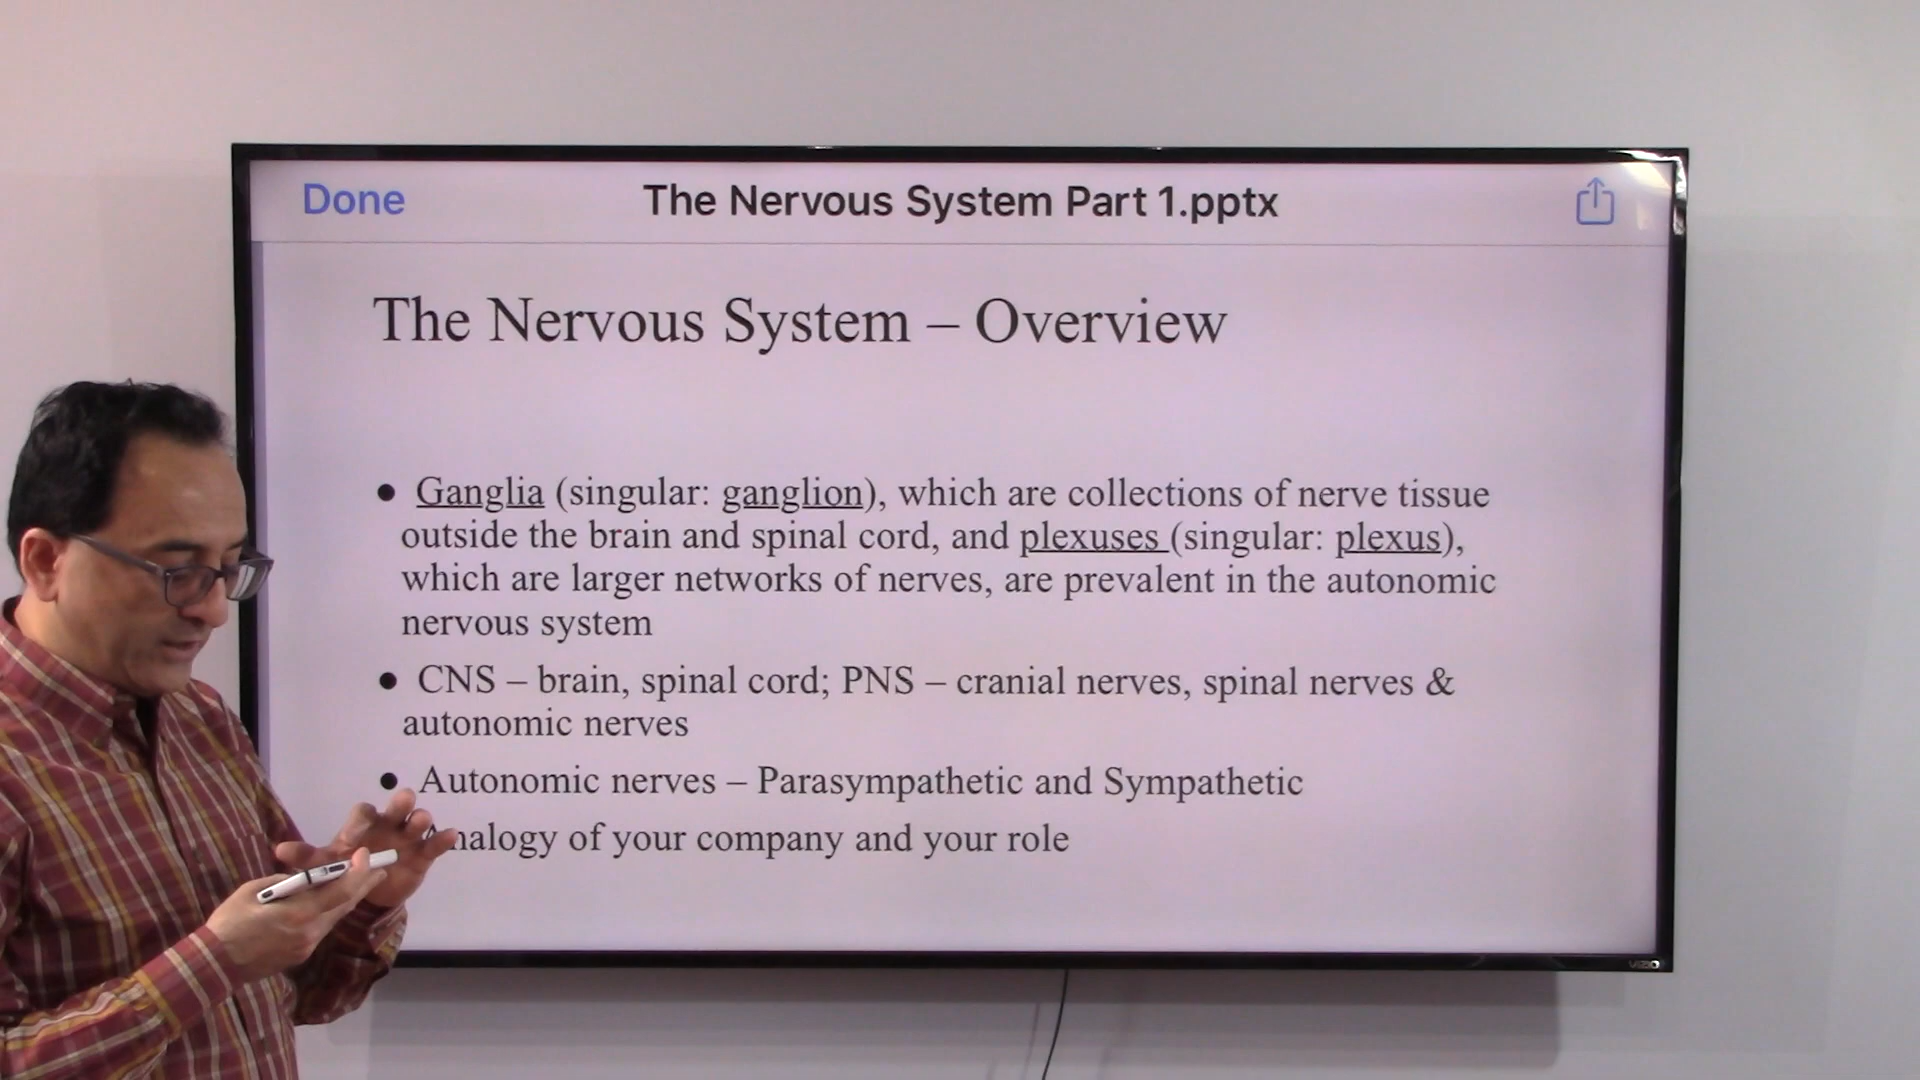 Done The Nervous System Part 1.pptx
The Nervous System – Overview
● Ganglia (singular: ganglion), which are collections of nerve tissue
outside the brain and spinal cord, and plexuses (singular: plexus),
which are larger networks of nerves, are prevalent in the autonomic
nervous system
● CNS – brain, spinal cord; PNS – cranial nerves, spinal nerves &
autonomic nerves
● Autonomic nerves – Parasympathetic and Sympathetic
Analogy of your company and your role
VIZIO